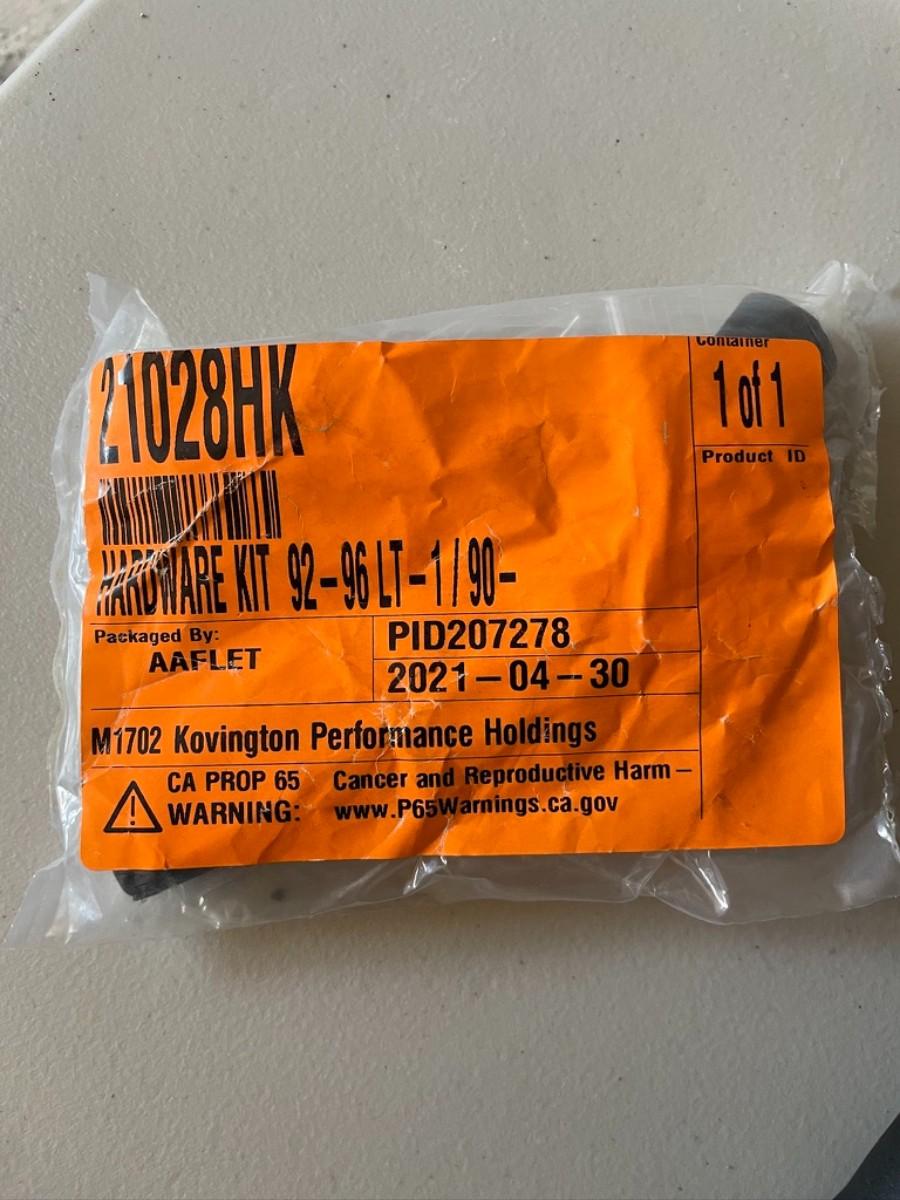 21028HK
Container
1 of 1
Product ID
HARDWARE KIT 92-96 LT-1/90-
Packaged By:
AAFLET
PID207278
2021-04-30
M1702 Kovington Performance Holdings
CA PROP 65 Cancer and Reproductive Harm -
WARNING: www.P65Warnings.ca.gov